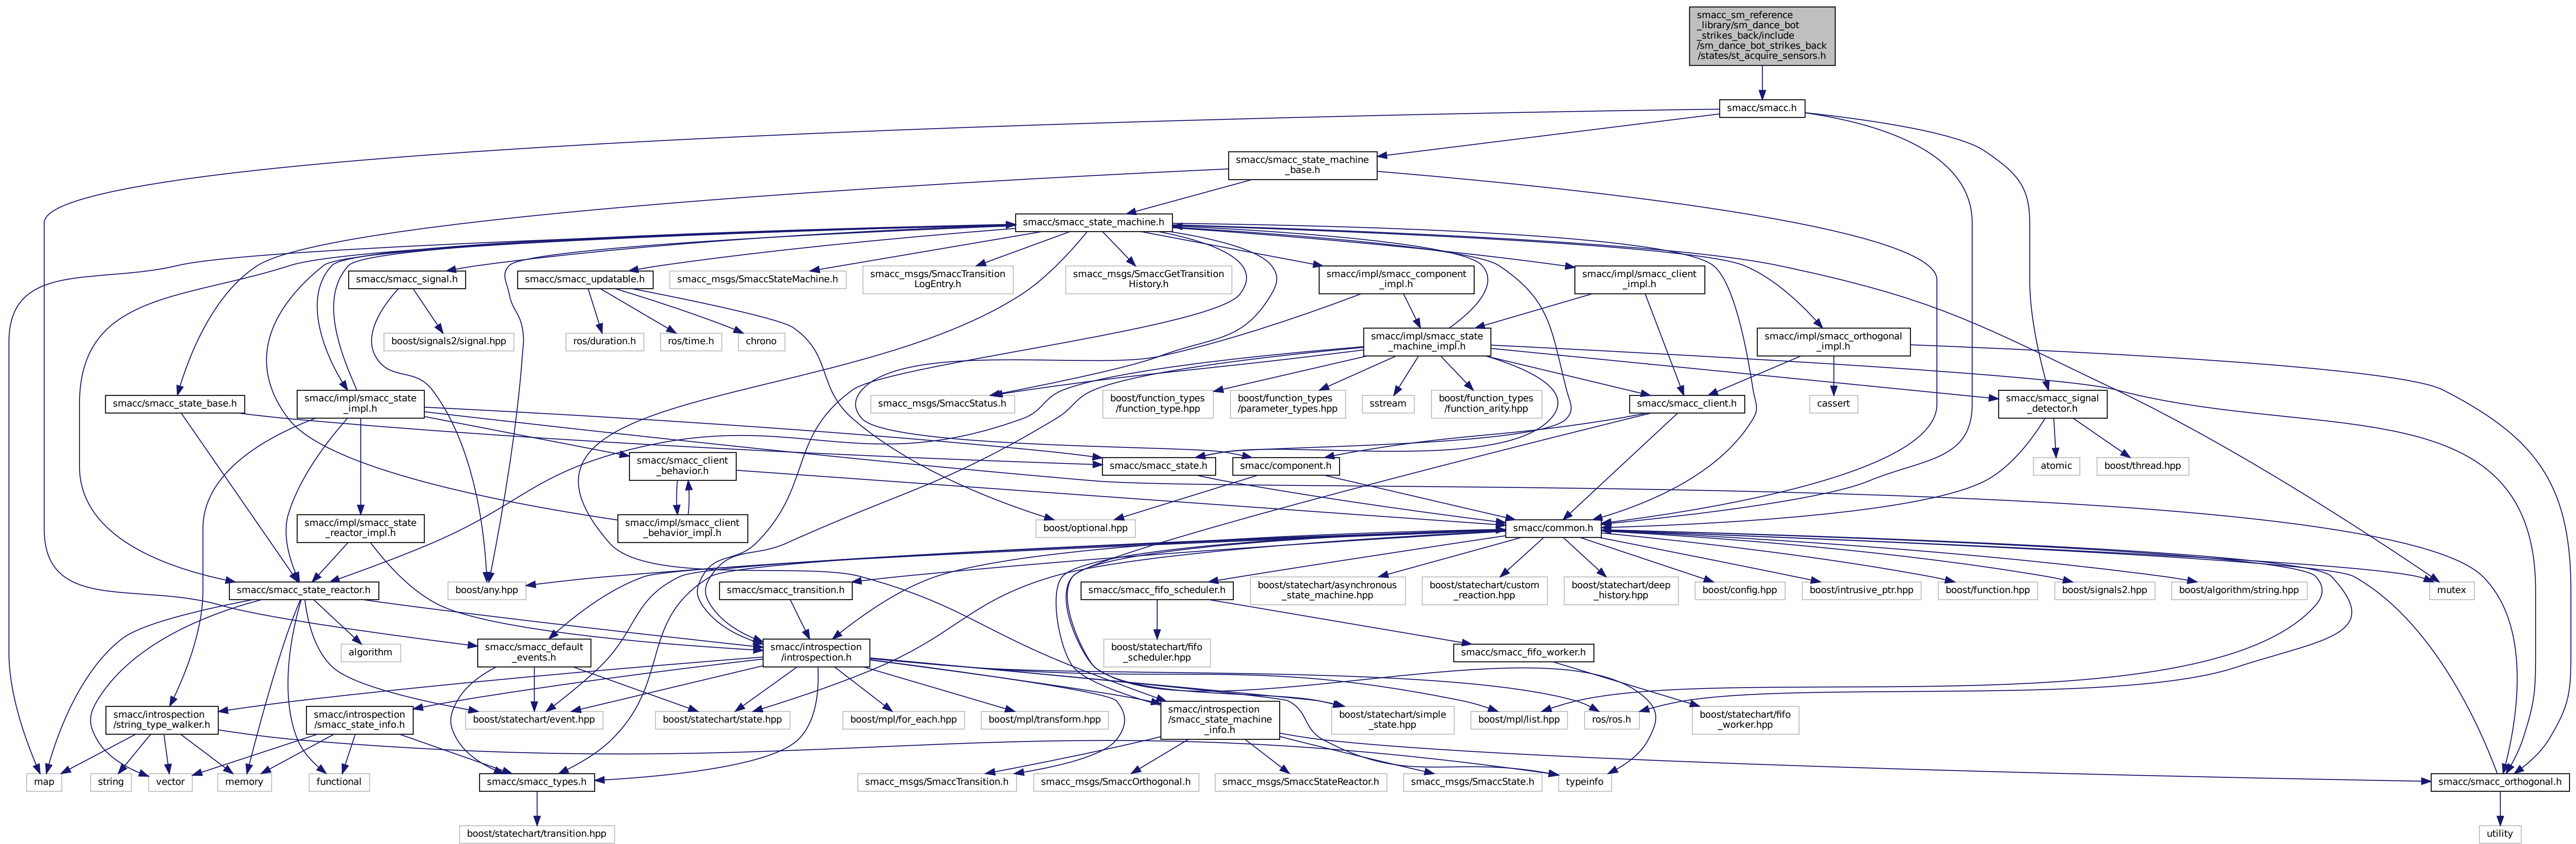 smacc_sm_reference
_library/sm_dance_bot
_strikes_back/include
/sm_dance_bot_strikes_back
/states/st_acquire_sensors.h
smacc/smacc.h
smacc/smacc_state_machine
_base.h
smacc/smacc_state_machine.h
smacc/smacc_signal.h
smacc/smacc_updatable.h
smacc_msgs/SmaccStateMachine.h
smacc_msgs/SmaccTransition
LogEntry.h
smacc_msgs/SmaccGetTransition
History.h
smacc/impl/smacc_component
_impl.h
smacc/impl/smacc_client
_impl.h
boost/signals2/signal.hpp
ros/duration.h
ros/time.h
chrono
smacc/impl/smacc_state
_machine_impl.h
smacc/impl/smacc_orthogonal
_impl.h
smacc/smacc_state_base.h
smacc/impl/smacc_state
_impl.h
smacc_msgs/SmaccStatus.h
boost/function_types
/function_type.hpp
boost/function_types
/parameter_types.hpp
sstream
boost/function_types
/function_arity.hpp
smacc/smacc_client.h
cassert
smacc/smacc_signal
_detector.h
smacc/smacc_client
_behavior.h
smacc/smacc_state.h
smacc/component.h
atomic
boost/thread.hpp
smacc/impl/smacc_state
_reactor_impl.h
smacc/impl/smacc_client
_behavior_impl.h
boost/optional.hpp
smacc/common.h
smacc/smacc_state_reactor.h
boost/any.hpp
smacc/smacc_transition.h
smacc/smacc_fifo_scheduler.h
boost/statechart/asynchronous
_state_machine.hpp
boost/statechart/custom
_reaction.hpp
boost/statechart/deep
_history.hpp
boost/config.hpp
boost/intrusive_ptr.hpp
boost/function.hpp
boost/signals2.hpp
boost/algorithm/string.hpp
mutex
algorithm
smacc/smacc_default
_events.h
smacc/introspection
/introspection.h
boost/statechart/fifo
_scheduler.hpp
smacc/smacc_fifo_worker.h
smacc/introspection
/string_type_walker.h
smacc/introspection
/smacc_state_info.h
boost/statechart/event.hpp
boost/statechart/state.hpp
boost/mpl/for_each.hpp
boost/mpl/transform.hpp
smacc/introspection
/smacc_state_machine
_info.h
boost/statechart/simple
_state.hpp
boost/mpl/list.hpp
ros/ros.h
boost/statechart/fifo
_worker.hpp
map
string
vector
memory
functional
smacc/smacc_types.h
smacc_msgs/SmaccTransition.h
smacc_msgs/SmaccOrthogonal.h
smacc_msgs/SmaccStateReactor.h
smacc_msgs/SmaccState.h
typeinfo
smacc/smacc_orthogonal.h
boost/statechart/transition.hpp
utility